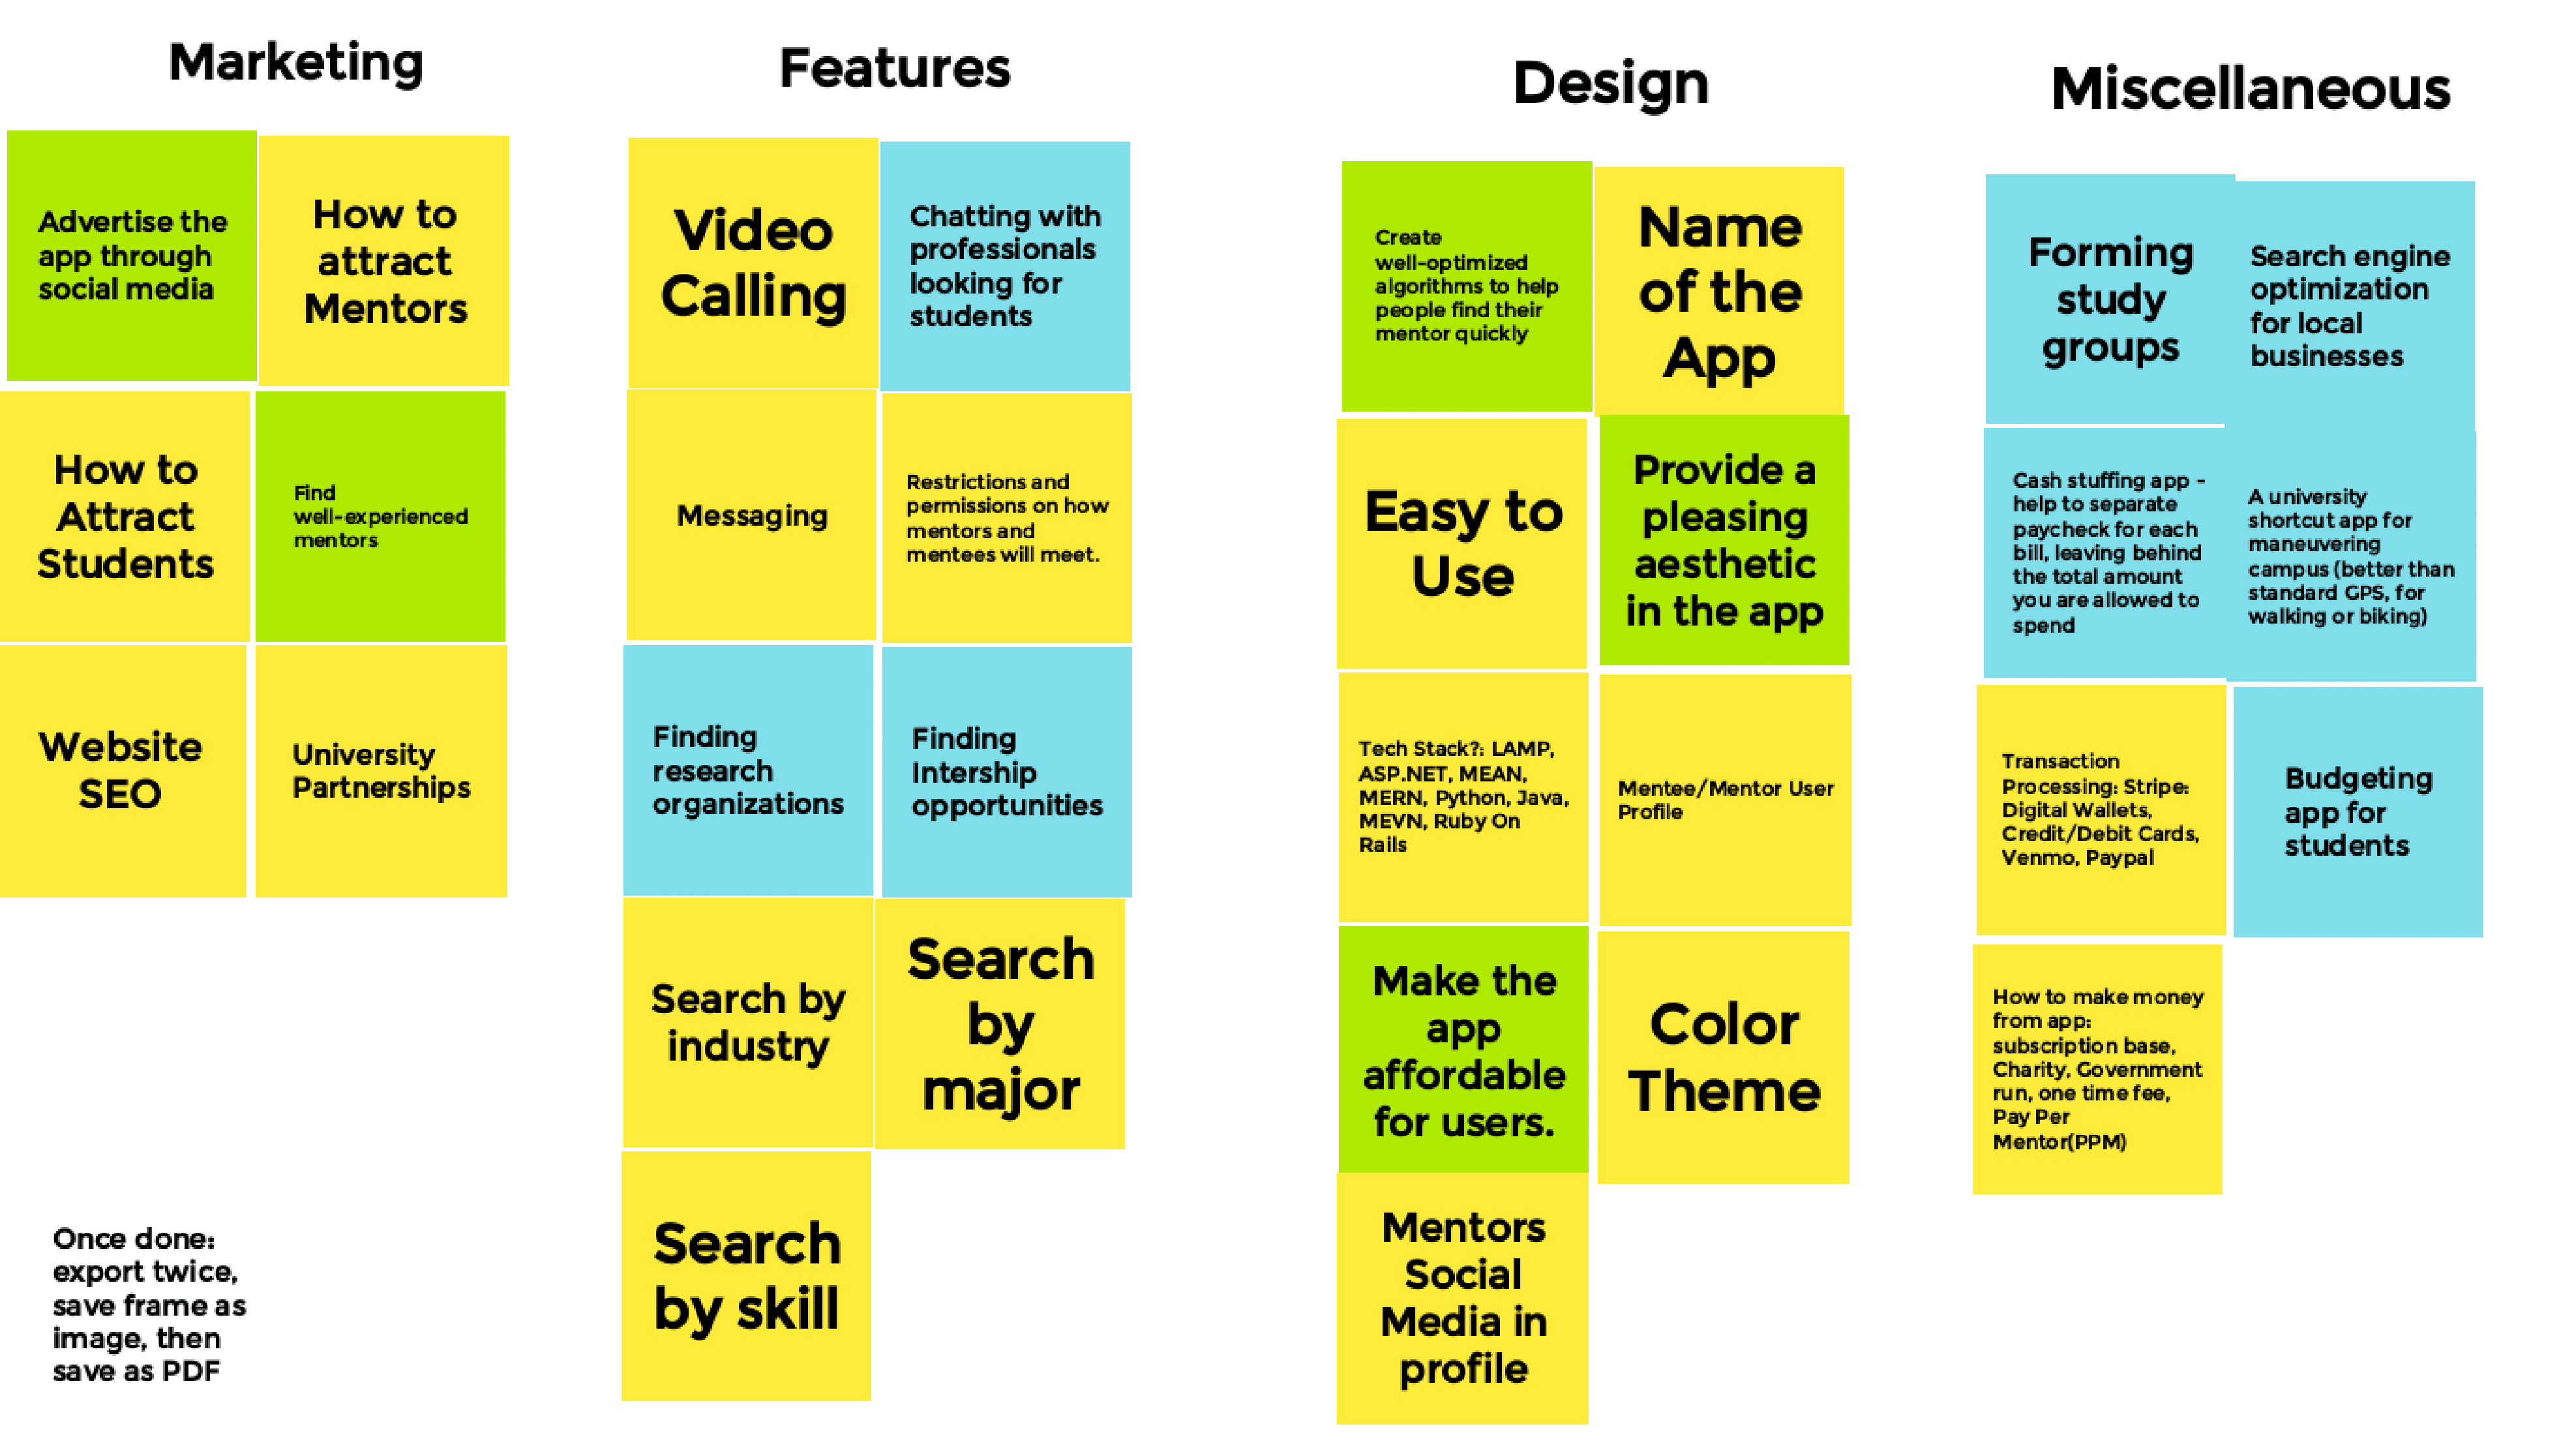 Marketing
Advertise the
app through
social media
How to
attract
Mentors
How to
Attract
Students
Find
well-experienced
mentors
Website
SEO
University
Partnerships
Once done:
export twice,
save frame as
image, then
save as PDF
Features
Video
Calling
Chatting with
professionals
looking for
students
Messaging
Restrictions and
permissions on how
mentors and
mentees will meet.
Finding
research
organizations
Finding
Intership
opportunities
Search by
industry
Search
by
major
Search
by skill
Design
Create
well-optimized
algorithms to help
people find their
mentor quickly
Name
of the
App
Easy to
Use
Provide a
pleasing
aesthetic
in the app
Tech Stack?: LAMP,
ASP.NET, MEAN,
MERN, Python, Java,
MEVN, Ruby On
Rails
Mentee/Mentor User
Profile
Make the
app
affordable
for users.
Color
Theme
Mentors
Social
Media in
profile
Miscellaneous
Forming
study
groups
Search engine
optimization
for local
businesses
Cash stuffing app -
help to separate
paycheck for each
bill, leaving behind
the total amount
you are allowed to
spend
A university
shortcut app for
maneuvering
campus (better than
standard GPS, for
walking or biking)
Transaction
Processing: Stripe:
Digital Wallets,
Credit/Debit Cards,
Venmo, Paypal
Budgeting
app for
students
How to make money
from app:
subscription base,
Charity, Government
run, one time fee,
Pay Per
Mentor(PPM)